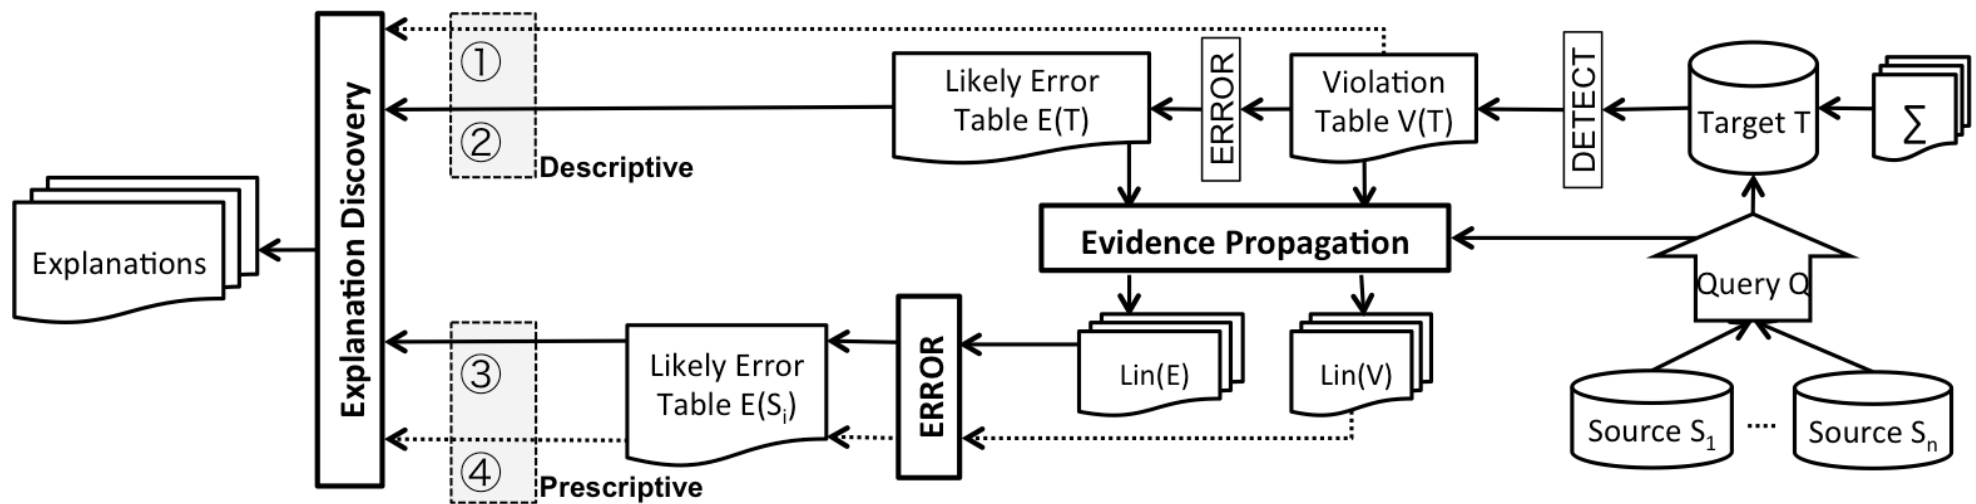 Explanations
Explanation Discovery
①
②
Descriptive
Likely Error
Table E(T)
ERROR
Violation
Table V(T)
DETECT
Target T
∑
Evidence Propagation
Query Q
③
④
Prescriptive
Likely Error
Table E(Si)
ERROR
Lin(E)
Lin(V)
Source S1
....
Source Sn